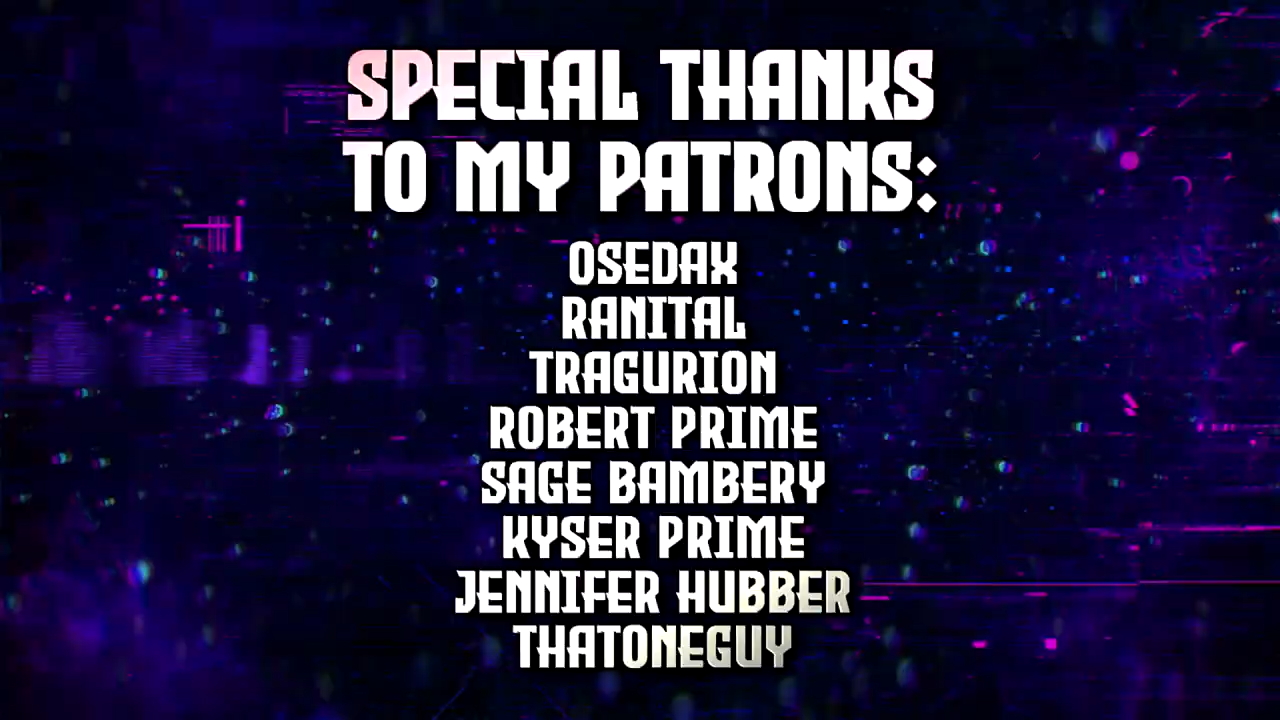 SPECIAL THANKS
TO MY PATRONS:
OSEDAX
RANITAL
TRAGURION
ROBERT PRIME
SAGE BAMBERY
KYSER PRIME
JENNIFER HUBBER
THATONEGUY